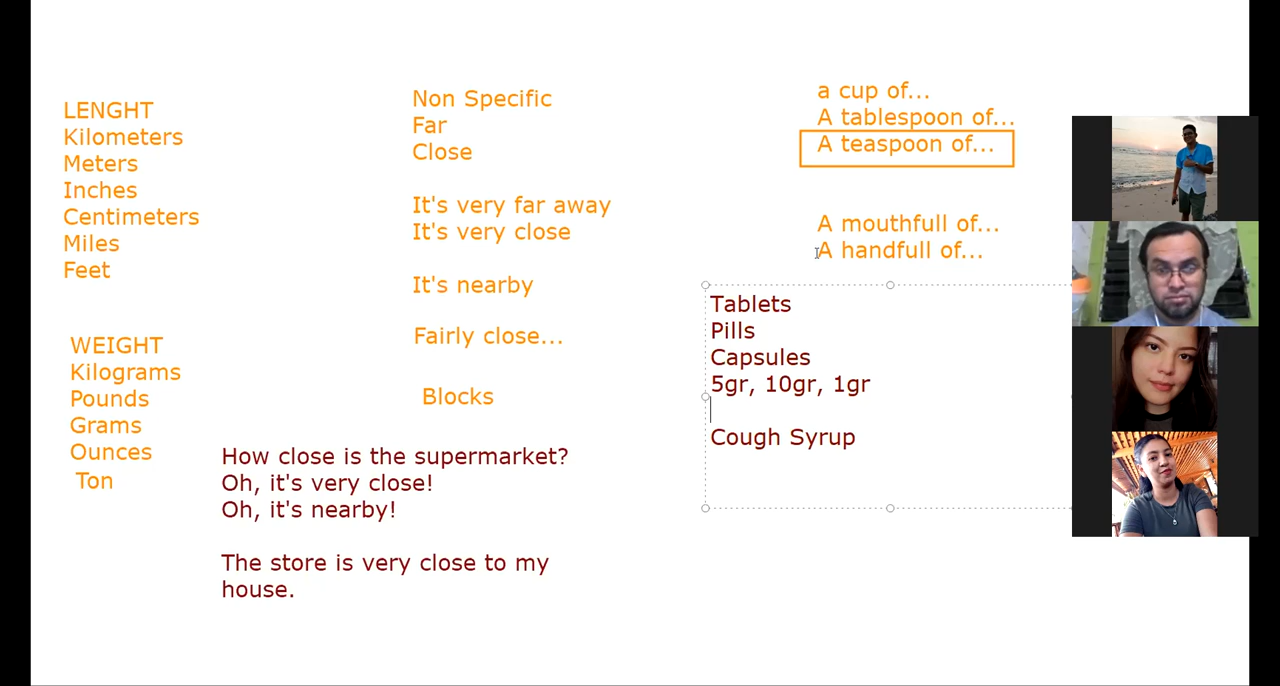 LENGHT
Kilometers
Meters
Inches
Centimeters
Miles
Feet
WEIGHT
Kilograms
Pounds
Grams
Ounces
Ton
Non Specific
Far
Close
It's very far away
It's very close
It's nearby
Fairly close...
Blocks
How close is the supermarket?
Oh, it's very close!
Oh, it's nearby!
The store is very close to my
house.
a cup of...
A tablespoon of...
A teaspoon of...
A mouthfull of...
A handfull of...
Tablets
Pills
Capsules
5gr, 10gr, 1gr
Cough Syrup